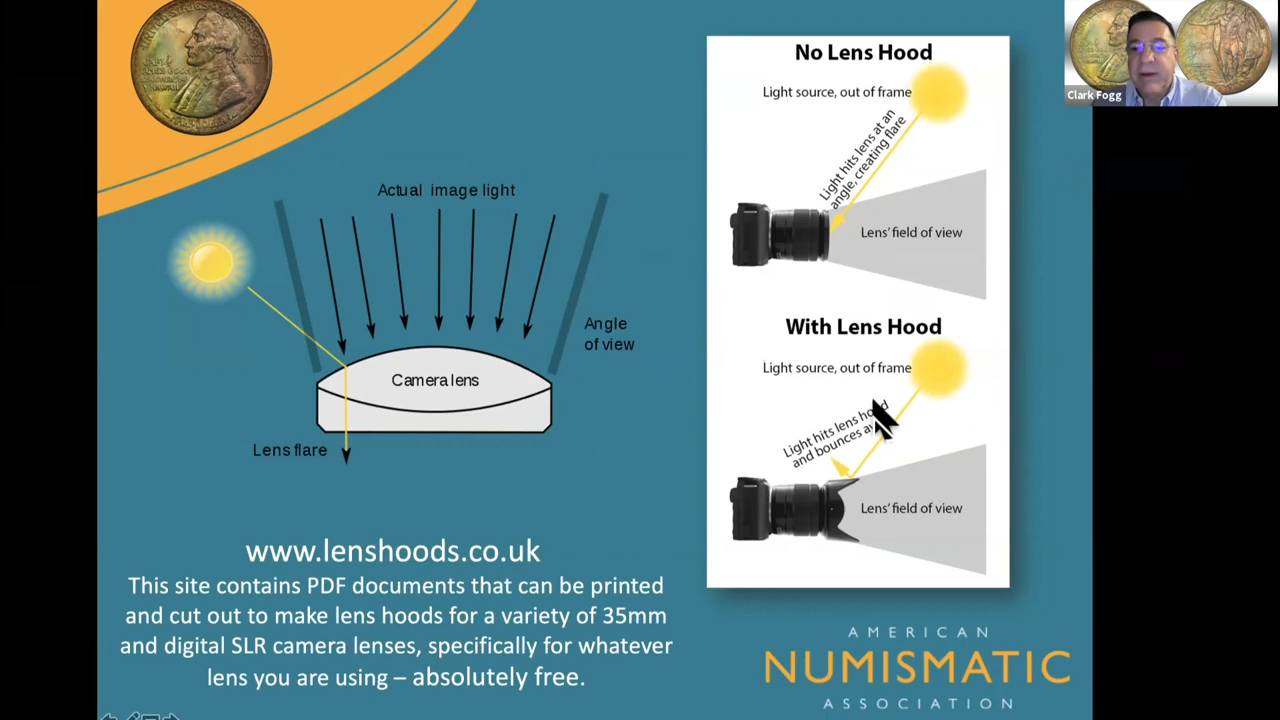 Actual image light
Angle
of view
Camera lens
Lens flare
www.lenshoods.co.uk
This site contains PDF documents that can be printed
and cut out to make lens hoods for a variety of 35mm
and digital SLR camera lenses, specifically for whatever
lens you are using – absolutely free.
No Lens Hood
Light source, out of frame
Light hits lens at an
angle, creating flare
Lens’ field of view
With Lens Hood
Light source, out of frame
Light hits lens
and bounces
Lens’ field of view
AMERICAN
NUMISMATIC
ASSOCIATION
Clark Fogg